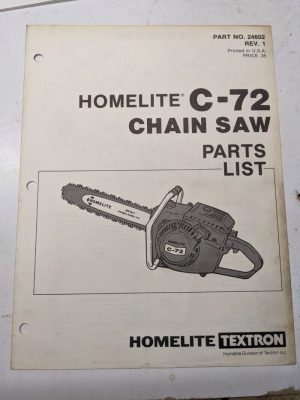 PART NO. 24602
REV. 1
Printed in U.S.A.
PRICE .35
HOMELITE® C-72
CHAIN SAW
PARTS
LIST
HOMELITE
HOMELITE
C-72
HOMELITE TEXTRON
Homelite Division of Textron Inc.